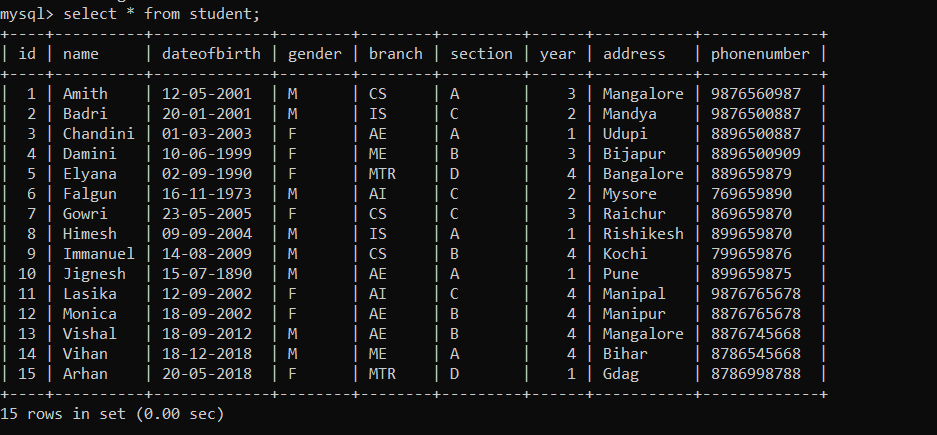 mysql> select * from student;
+----+----------+-------------+--------+--------+---------+------+-----------+-------------+
| id | name     | dateofbirth | gender | branch | section | year | address   | phonenumber |
+----+----------+-------------+--------+--------+---------+------+-----------+-------------+
|  1 | Amith    | 12-05-2001  | M      | CS     | A       |    3 | Mangalore | 9876560987  |
|  2 | Badri    | 20-01-2001  | M      | IS     | C       |    2 | Mandya    | 9876500887  |
|  3 | Chandini | 01-03-2003  | F      | AE     | A       |    1 | Udupi     | 8896500887  |
|  4 | Damini   | 10-06-1999  | F      | ME     | B       |    3 | Bijapur   | 8896500909  |
|  5 | Elyana   | 02-09-1990  | F      | MTR    | D       |    4 | Bangalore | 889659879   |
|  6 | Falgun   | 16-11-1973  | M      | AI     | C       |    2 | Mysore    | 769659890   |
|  7 | Gowri    | 23-05-2005  | F      | CS     | C       |    3 | Raichur   | 869659870   |
|  8 | Himesh   | 09-09-2004  | M      | IS     | A       |    1 | Rishikesh | 899659870   |
|  9 | Immanuel | 14-08-2009  | M      | CS     | B       |    4 | Kochi     | 799659876   |
| 10 | Jignesh  | 15-07-1890  | M      | AE     | A       |    1 | Pune      | 899659875   |
| 11 | Lasika   | 12-09-2002  | F      | AI     | C       |    4 | Manipal   | 9876765678  |
| 12 | Monica   | 18-09-2002  | F      | AE     | B       |    4 | Manipur   | 8876765678  |
| 13 | Vishal   | 18-09-2012  | M      | AE     | B       |    4 | Mangalore | 8876745668  |
| 14 | Vihan    | 18-12-2018  | M      | ME     | A       |    4 | Bihar     | 8786545668  |
| 15 | Arhan    | 20-05-2018  | F      | MTR    | D       |    1 | Gdag      | 8786998788  |
+----+----------+-------------+--------+--------+---------+------+-----------+-------------+
15 rows in set (0.00 sec)